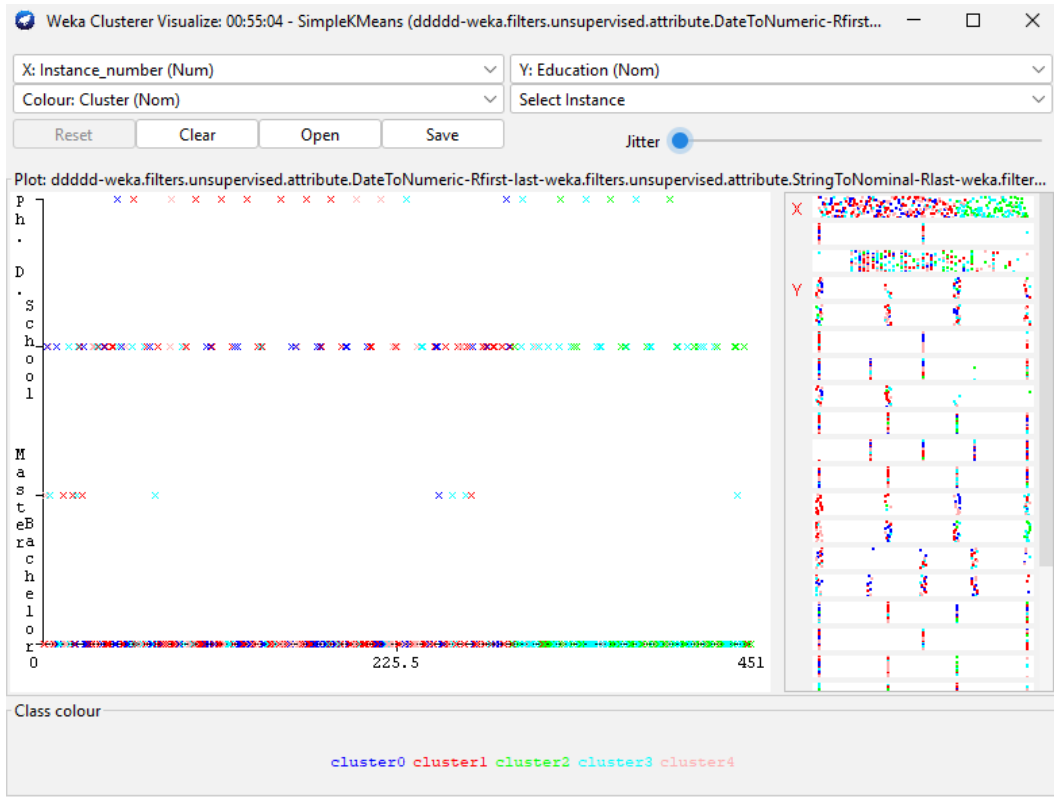 Weka Clusterer Visualize: 00:55:04 - SimpleKMeans (ddddd-weka.filters.unsupervised.attribute.DateToNumeric-Rfirst...
X: Instance_number (Num)
Y: Education (Nom)
Colour: Cluster (Nom)
Select Instance
Reset
Clear
Open
Save
Jitter
Plot: ddddd-weka.filters.unsupervised.attribute.DateToNumeric-Rfirst-last-weka.filters.unsupervised.attribute.StringToNominal-Rlast-weka.filter...
Ph. D.
School
Master
Bachelor
0
225.5
451
X
Y
Class colour
cluster0 cluster1 cluster2 cluster3 cluster4